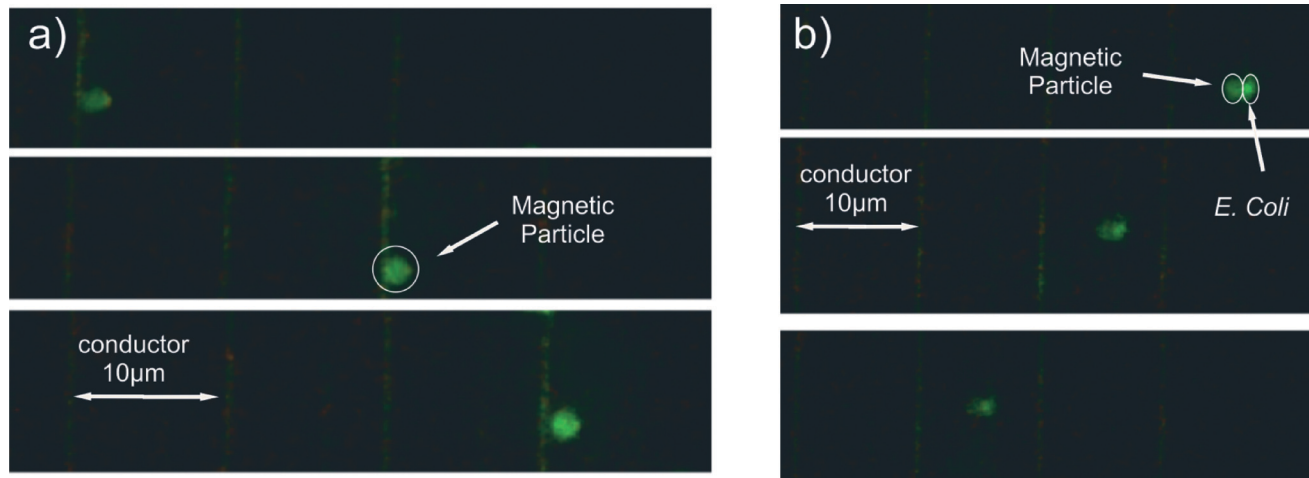 a)
Magnetic
Particle
conductor
10µm
b)
Magnetic
Particle
conductor
10µm
E. Coli